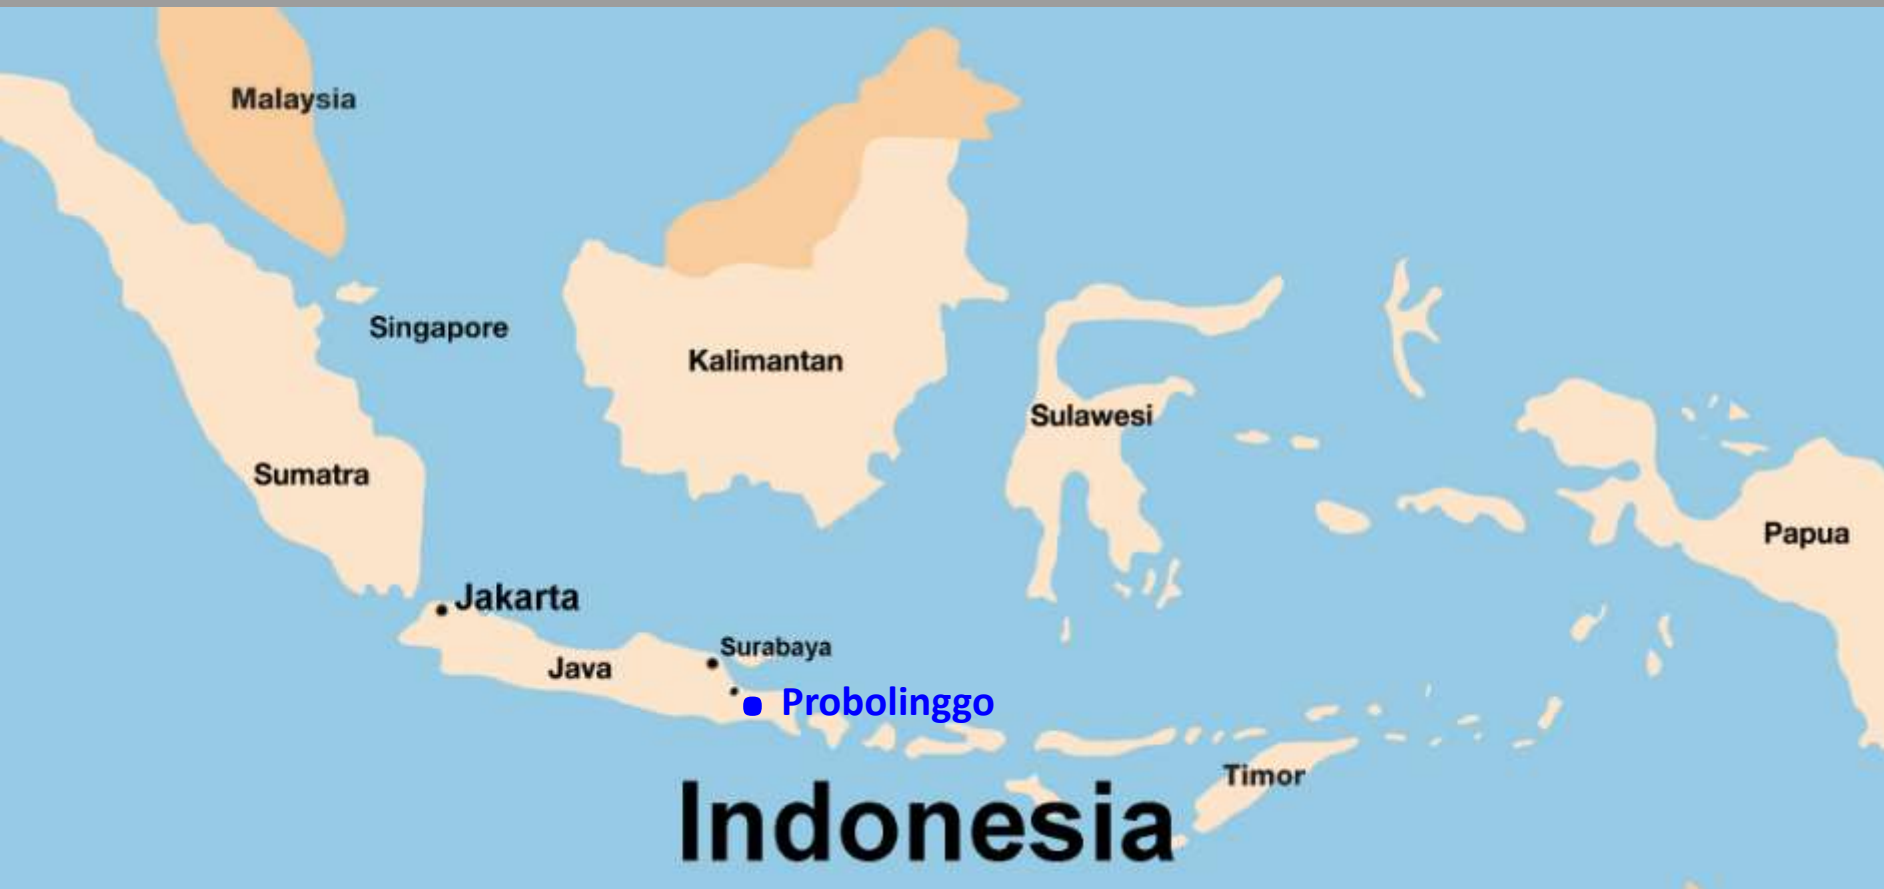 Malaysia
Singapore
Kalimantan
Sulawesi
Sumatra
Papua
Jakarta
Surabaya
Java
Probolinggo
Timor
Indonesia